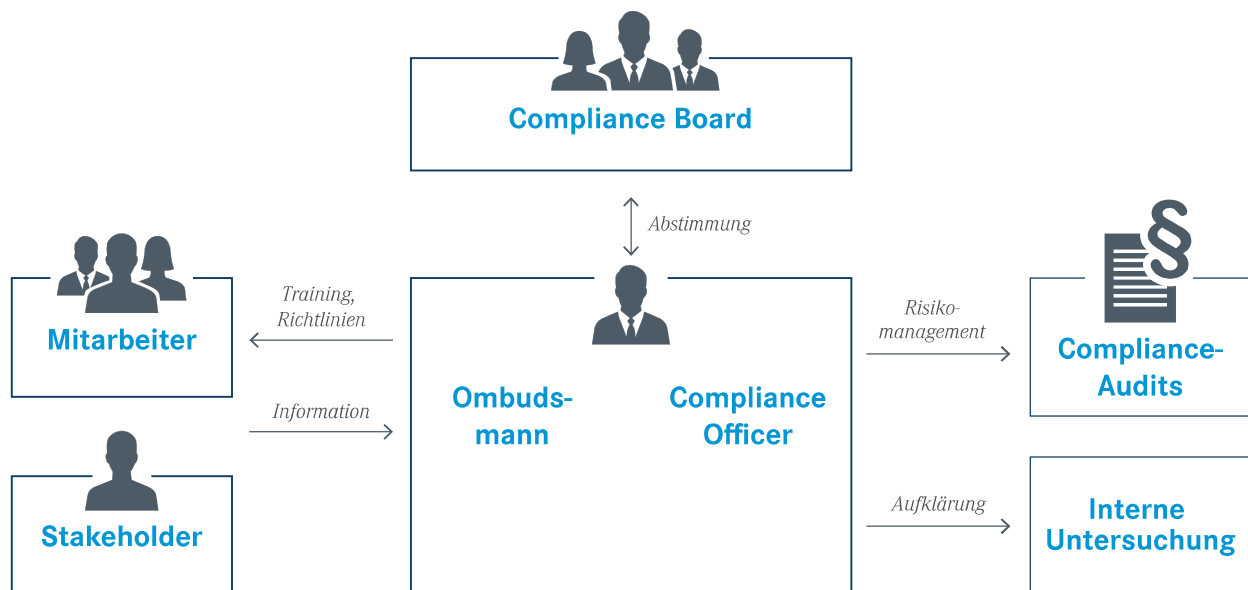 Compliance Board
Abstimmung
Mitarbeiter
Training,
Richtlinien
Information
Stakeholder
Ombuds-
mann
Compliance
Officer
Risiko-
management
§
Compliance-
Audits
Aufklärung
Interne
Untersuchung